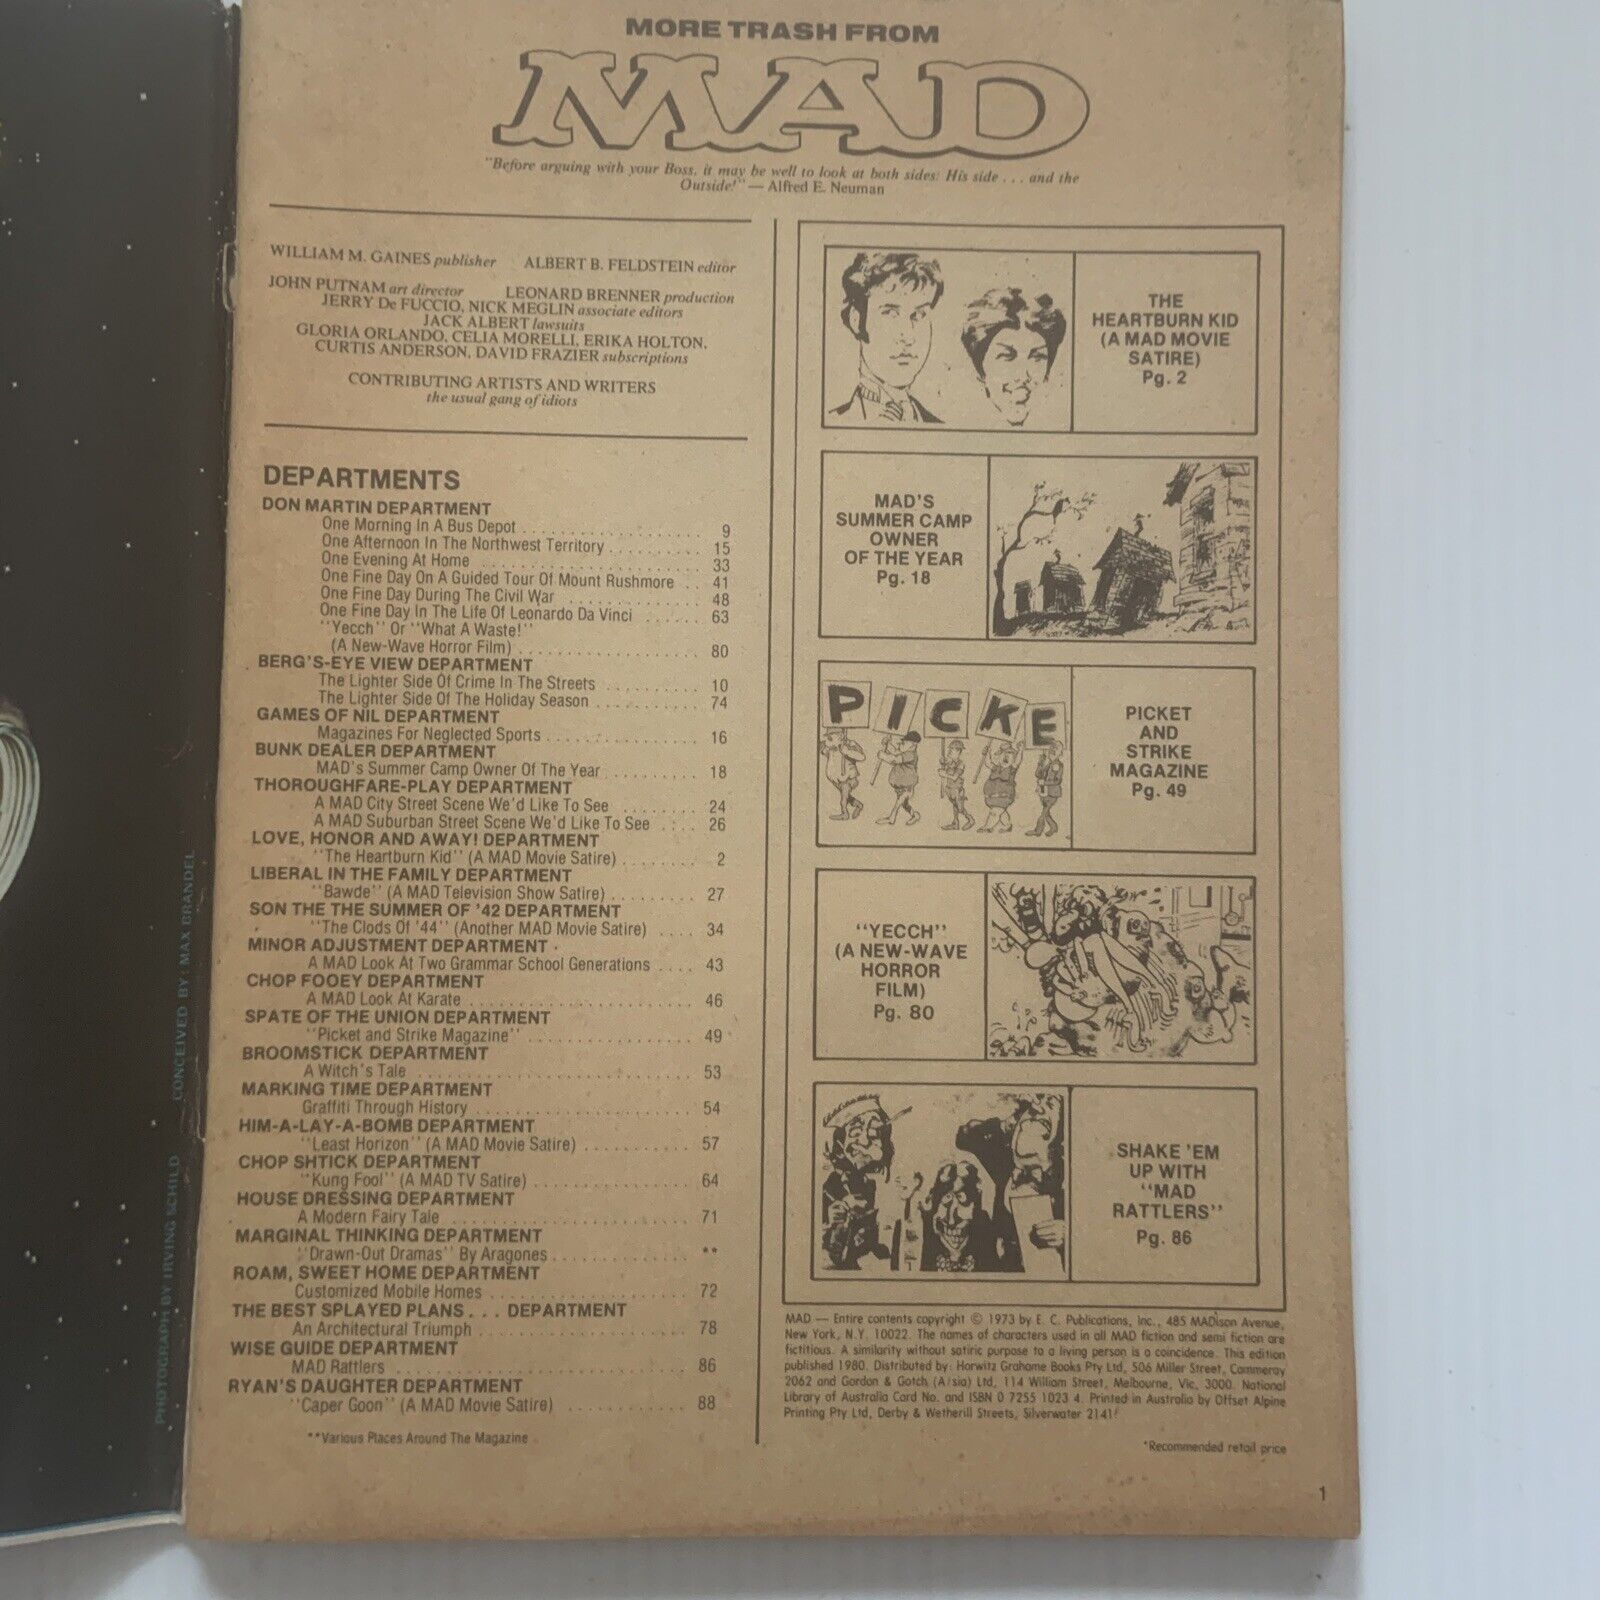 MORE TRASH FROM
MAD
"Before arguing with your Boss, it may be well to look at both sides: His side . . . and the
Outside!" — Alfred E. Neuman
WILLIAM M. GAINES publisher ALBERT B. FELDSTEIN editor
JOHN PUTNAM art director LEONARD BRENNER production
JERRY De FUCCIO, NICK MEGLIN associate editors
JACK ALBERT lawsuits
GLORIA ORLANDO, CELIA MORELLI, ERIKA HOLTON,
CURTIS ANDERSON, DAVID FRAZIER subscriptions
CONTRIBUTING ARTISTS AND WRITERS
the usual gang of idiots
DEPARTMENTS
DON MARTIN DEPARTMENT
One Morning In A Bus Depot 9
One Afternoon In The Northwest Territory 15
One Evening At Home 33
One Fine Day On A Guided Tour Of Mount Rushmore 41
One Fine Day During The Civil War 48
One Fine Day In The Life Of Leonardo Da Vinci 63
"Yecch" Or "What A Waste!"
(A New-Wave Horror Film) 80
BERG'S-EYE VIEW DEPARTMENT
The Lighter Side Of Crime In The Streets 10
The Lighter Side Of The Holiday Season 74
GAMES OF NIL DEPARTMENT
Magazines For Neglected Sports 16
BUNK DEALER DEPARTMENT
MAD's Summer Camp Owner Of The Year 18
THOROUGHFARE-PLAY DEPARTMENT
A MAD City Street Scene We'd Like To See 24
A MAD Suburban Street Scene We'd Like To See 26
LOVE, HONOR AND AWAY! DEPARTMENT
"The Heartburn Kid" (A MAD Movie Satire) 2
LIBERAL IN THE FAMILY DEPARTMENT
"Bawde" (A MAD Television Show Satire) 27
SON THE THE SUMMER OF '42 DEPARTMENT
"The Clods Of '44" (Another MAD Movie Satire) 34
MINOR ADJUSTMENT DEPARTMENT
A MAD Look At Two Grammar School Generations 43
CHOP FOOEY DEPARTMENT
A MAD Look At Karate 46
SPATE OF THE UNION DEPARTMENT
"Picket and Strike Magazine" 49
BROOMSTICK DEPARTMENT
A Witch's Tale 53
MARKING TIME DEPARTMENT
Graffiti Through History 54
HIM-A-LAY-A-BOMB DEPARTMENT
"Least Horizon" (A MAD Movie Satire) 57
CHOP SHTICK DEPARTMENT
"Kung Fool" (A MAD TV Satire) 64
HOUSE DRESSING DEPARTMENT
A Modern Fairy Tale 71
MARGINAL THINKING DEPARTMENT
"Drawn-Out Dramas" By Aragones **
ROAM, SWEET HOME DEPARTMENT
Customized Mobile Homes 72
THE BEST SPLAYED PLANS . . . DEPARTMENT
An Architectural Triumph 78
WISE GUIDE DEPARTMENT
MAD Rattlers 86
RYAN'S DAUGHTER DEPARTMENT
"Caper Goon" (A MAD Movie Satire) 88
**Various Places Around The Magazine
THE
HEARTBURN KID
(A MAD MOVIE
SATIRE)
Pg. 2
MAD'S
SUMMER CAMP
OWNER
OF THE YEAR
Pg. 18
PICKE
PICKET
AND
STRIKE
MAGAZINE
Pg. 49
"YECCH"
(A NEW-WAVE
HORROR
FILM)
Pg. 80
SHAKE 'EM
UP WITH
"MAD
RATTLERS"
Pg. 86
MAD — Entire contents copyright © 1973 by E. C. Publications, Inc., 485 MADison Avenue,
New York, N.Y. 10022. The names of characters used in all MAD fiction and semi fiction are
fictitious. A similarity without satiric purpose to a living person is a coincidence. This edition
published 1980. Distributed by: Horwitz Grahame Books Pty Ltd, 506 Miller Street, Cammeray
2062 and Gordon & Gotch (A/sia) Ltd, 114 William Street, Melbourne, Vic, 3000. National
Library of Australia Card No. and ISBN 0 7255 1023 4. Printed in Australia by Offset Alpine
Printing Pty Ltd, Derby & Wetherill Streets, Silverwater 2141!
*Recommended retail price
1
PHOTOGRAPH BY IRVING SCHILD CONCEIVED BY: MAX BRANDEL